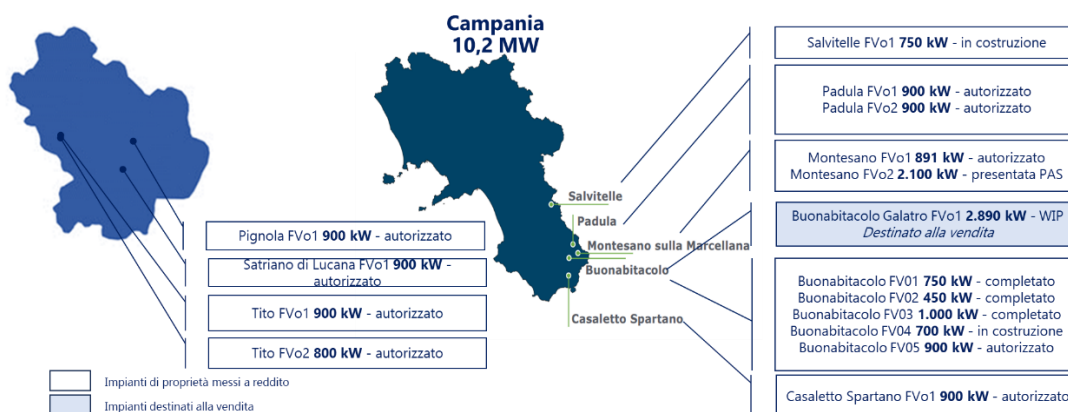 Campania
10,2 MW
Salvitelle
Padula
Montesano sulla Marcellana
Buonabitacolo
Casaletto Spartano
Pignola FVo1 900 kW - autorizzato
Satriano di Lucana FVo1 900 kW -
autorizzato
Tito FVo1 900 kW - autorizzato
Tito FVo2 800 kW - autorizzato
Impianti di proprietà messi a reddito
Impianti destinati alla vendita
Salvitelle FVo1 750 kW - in costruzione
Padula FVo1 900 kW - autorizzato
Padula FVo2 900 kW - autorizzato
Montesano FVo1 891 kW - autorizzato
Montesano FVo2 2.100 kW - presentata PAS
Buonabitacolo Galatro FVo1 2.890 kW - WIP
Destinato alla vendita
Buonabitacolo FV01 750 kW - completato
Buonabitacolo FV02 450 kW - completato
Buonabitacolo FV03 1.000 kW - completato
Buonabitacolo FV04 700 kW - in costruzione
Buonabitacolo FV05 900 kW - autorizzato
Casaletto Spartano FVo1 900 kW - autorizzato